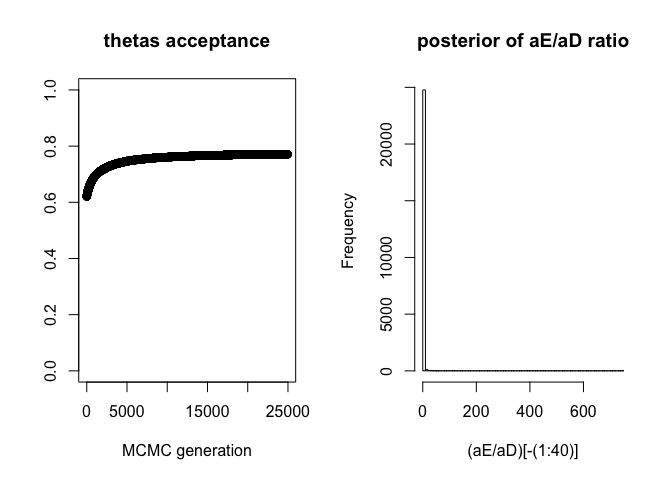 thetas acceptance
1.0
0.8
0.6
0.4
0.2
0.0
0 5000 15000 25000
MCMC generation
posterior of aE/aD ratio
Frequency
20000
10000
5000
0
0 200 400 600
(aE/aD)[-(1:40)]